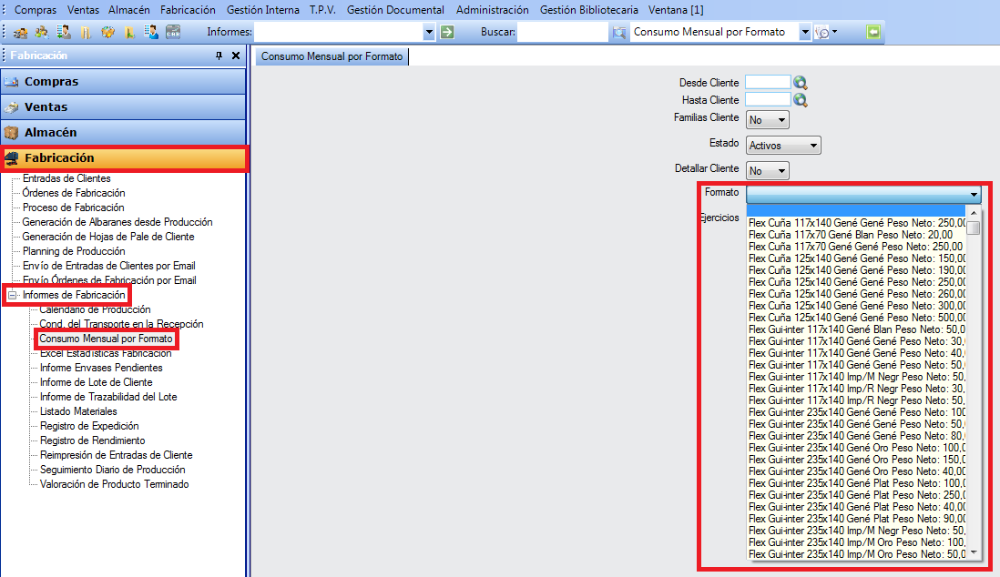 Compras Ventas Almacén Fabricación Gestión Interna T.P.V. Gestión Documental Administración Gestión Bibliotecaria Ventana [1]
Informes: Buscar: Consumo Mensual por Formato
Fabricación
Compras
Ventas
Almacén
Fabricación
Entradas de Clientes
Órdenes de Fabricación
Proceso de Fabricación
Generación de Albaranes desde Producción
Generación de Hojas de Pale de Cliente
Planning de Producción
Envío de Entradas de Clientes por Email
Envío Órdenes de Fabricación por Email
Informes de Fabricación
Calendario de Producción
Cond. del Transporte en la Recepción
Consumo Mensual por Formato
Excel Estadísticas Fabricación
Informe Envases Pendientes
Informe de Lote de Cliente
Informe de Trazabilidad del Lote
Listado Materiales
Registro de Expedición
Registro de Rendimiento
Reimpresión de Entradas de Cliente
Seguimiento Diario de Producción
Valoración de Producto Terminado
Consumo Mensual por Formato
Desde Cliente
Hasta Cliente
Familias Cliente No
Estado Activos
Detallar Cliente No
Formato
Ejercicios
Flex Cuña 117x140 Gené Gené Peso Neto: 250,00
Flex Cuña 117x70 Gené Blan Peso Neto: 20,00
Flex Cuña 117x70 Gené Gené Peso Neto: 250,00
Flex Cuña 125x140 Gené Gené Peso Neto: 150,00
Flex Cuña 125x140 Gené Gené Peso Neto: 190,00
Flex Cuña 125x140 Gené Gené Peso Neto: 250,00
Flex Cuña 125x140 Gené Gené Peso Neto: 260,00
Flex Cuña 125x140 Gené Gené Peso Neto: 300,00
Flex Cuña 125x140 Gené Gené Peso Neto: 500,00
Flex Gui-inter 117x140 Gené Blan Peso Neto: 50,0
Flex Gui-inter 117x140 Gené Gené Peso Neto: 30,
Flex Gui-inter 117x140 Gené Gené Peso Neto: 40,
Flex Gui-inter 117x140 Gené Gené Peso Neto: 50,
Flex Gui-inter 117x140 Imp/M Negr Peso Neto: 50,
Flex Gui-inter 117x140 Imp/R Negr Peso Neto: 30,
Flex Gui-inter 117x140 Imp/R Negr Peso Neto: 50,
Flex Gui-inter 235x140 Gené Gené Peso Neto: 100
Flex Gui-inter 235x140 Gené Gené Peso Neto: 50,
Flex Gui-inter 235x140 Gené Gené Peso Neto: 80,
Flex Gui-inter 235x140 Gené Oro Peso Neto: 100,0
Flex Gui-inter 235x140 Gené Oro Peso Neto: 150,0
Flex Gui-inter 235x140 Gené Oro Peso Neto: 40,00
Flex Gui-inter 235x140 Gené Plat Peso Neto: 100,0
Flex Gui-inter 235x140 Gené Plat Peso Neto: 250,0
Flex Gui-inter 235x140 Gené Plat Peso Neto: 40,00
Flex Gui-inter 235x140 Gené Plat Peso Neto: 90,00
Flex Gui-inter 235x140 Imp/M Negr Peso Neto: 50,
Flex Gui-inter 235x140 Imp/M Oro Peso Neto: 100,
Flex Gui-inter 235x140 Imp/M Oro Peso Neto: 50,0